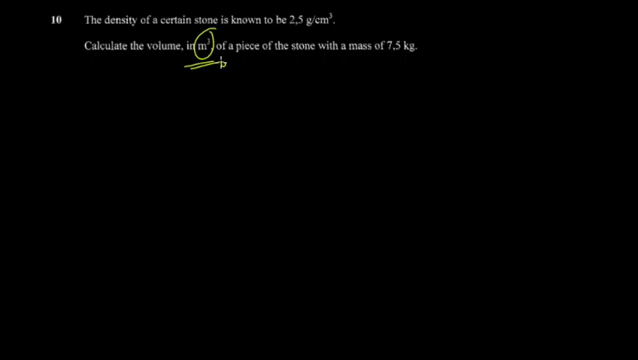 10 The density of a certain stone is known to be 2,5 g/cm³.
Calculate the volume, in m³, of a piece of the stone with a mass of 7,5 kg.